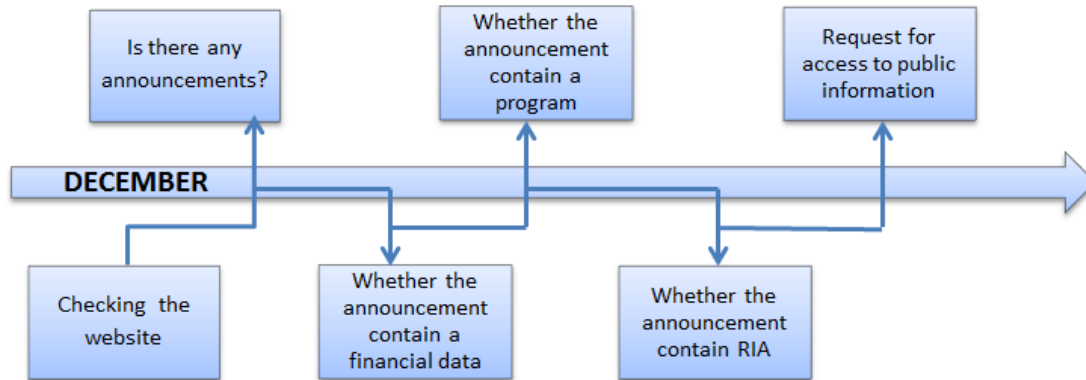 Is there any
announcements?
Whether the
announcement
contain a
program
Request for
access to public
information
DECEMBER
Checking the
website
Whether the
announcement
contain a
financial data
Whether the
announcement
contain RIA